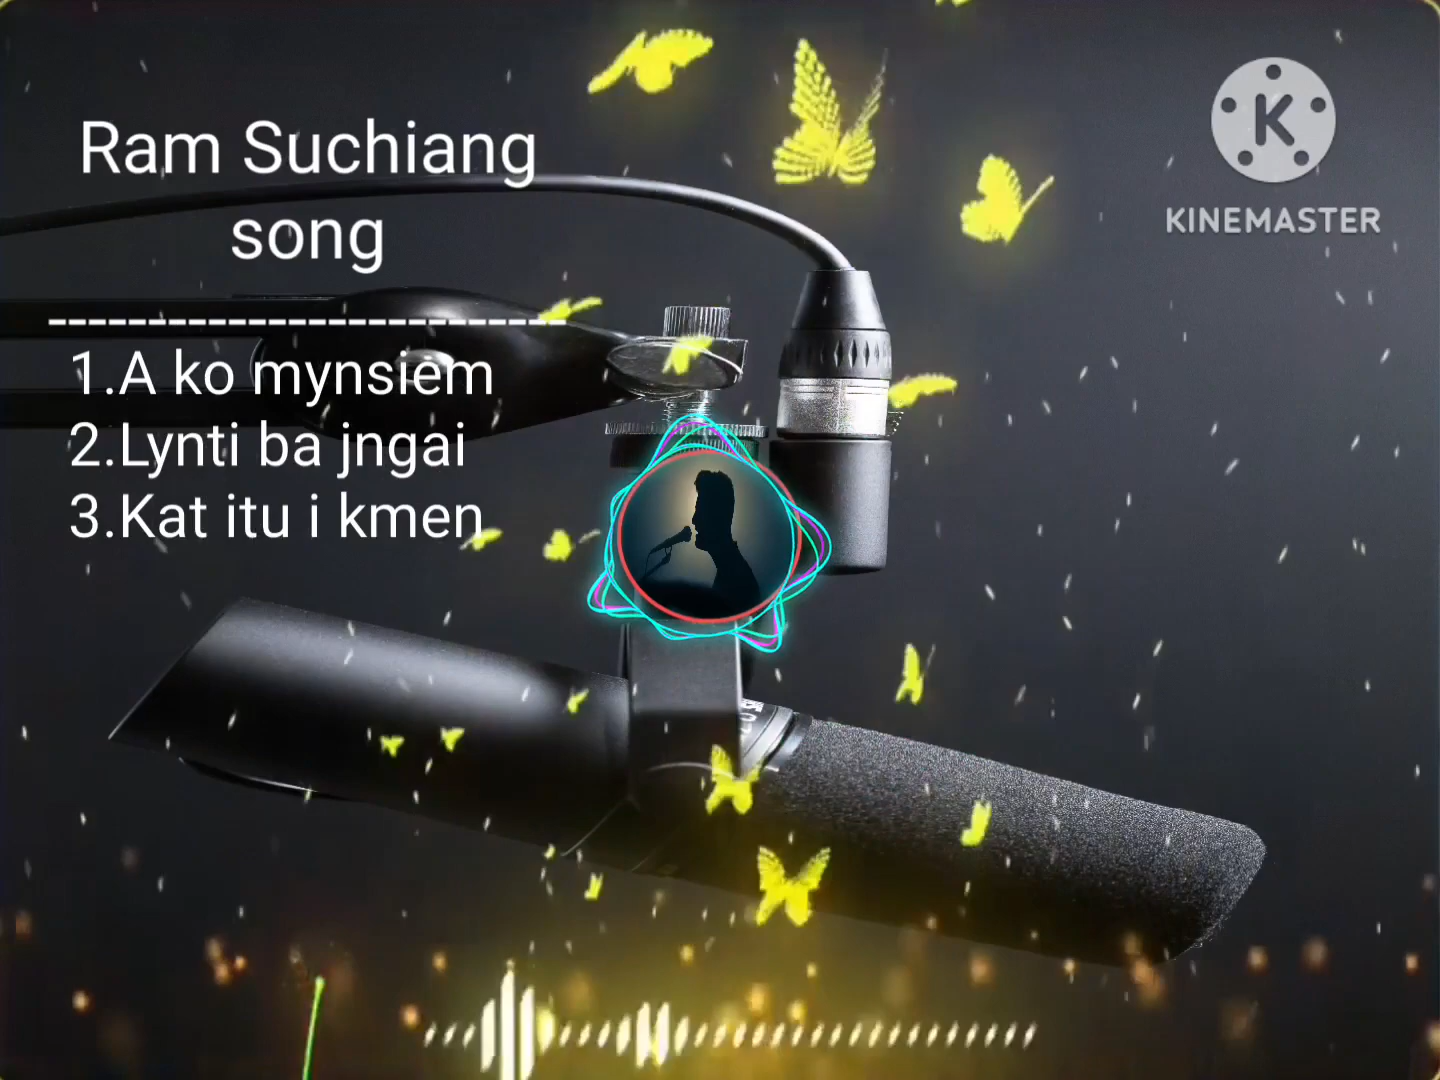 Ram Suchiang
song
--------------------------
1.A ko mynsiem
2.Lynti ba jngai
3.Kat itu i kmen
K
KINEMASTER